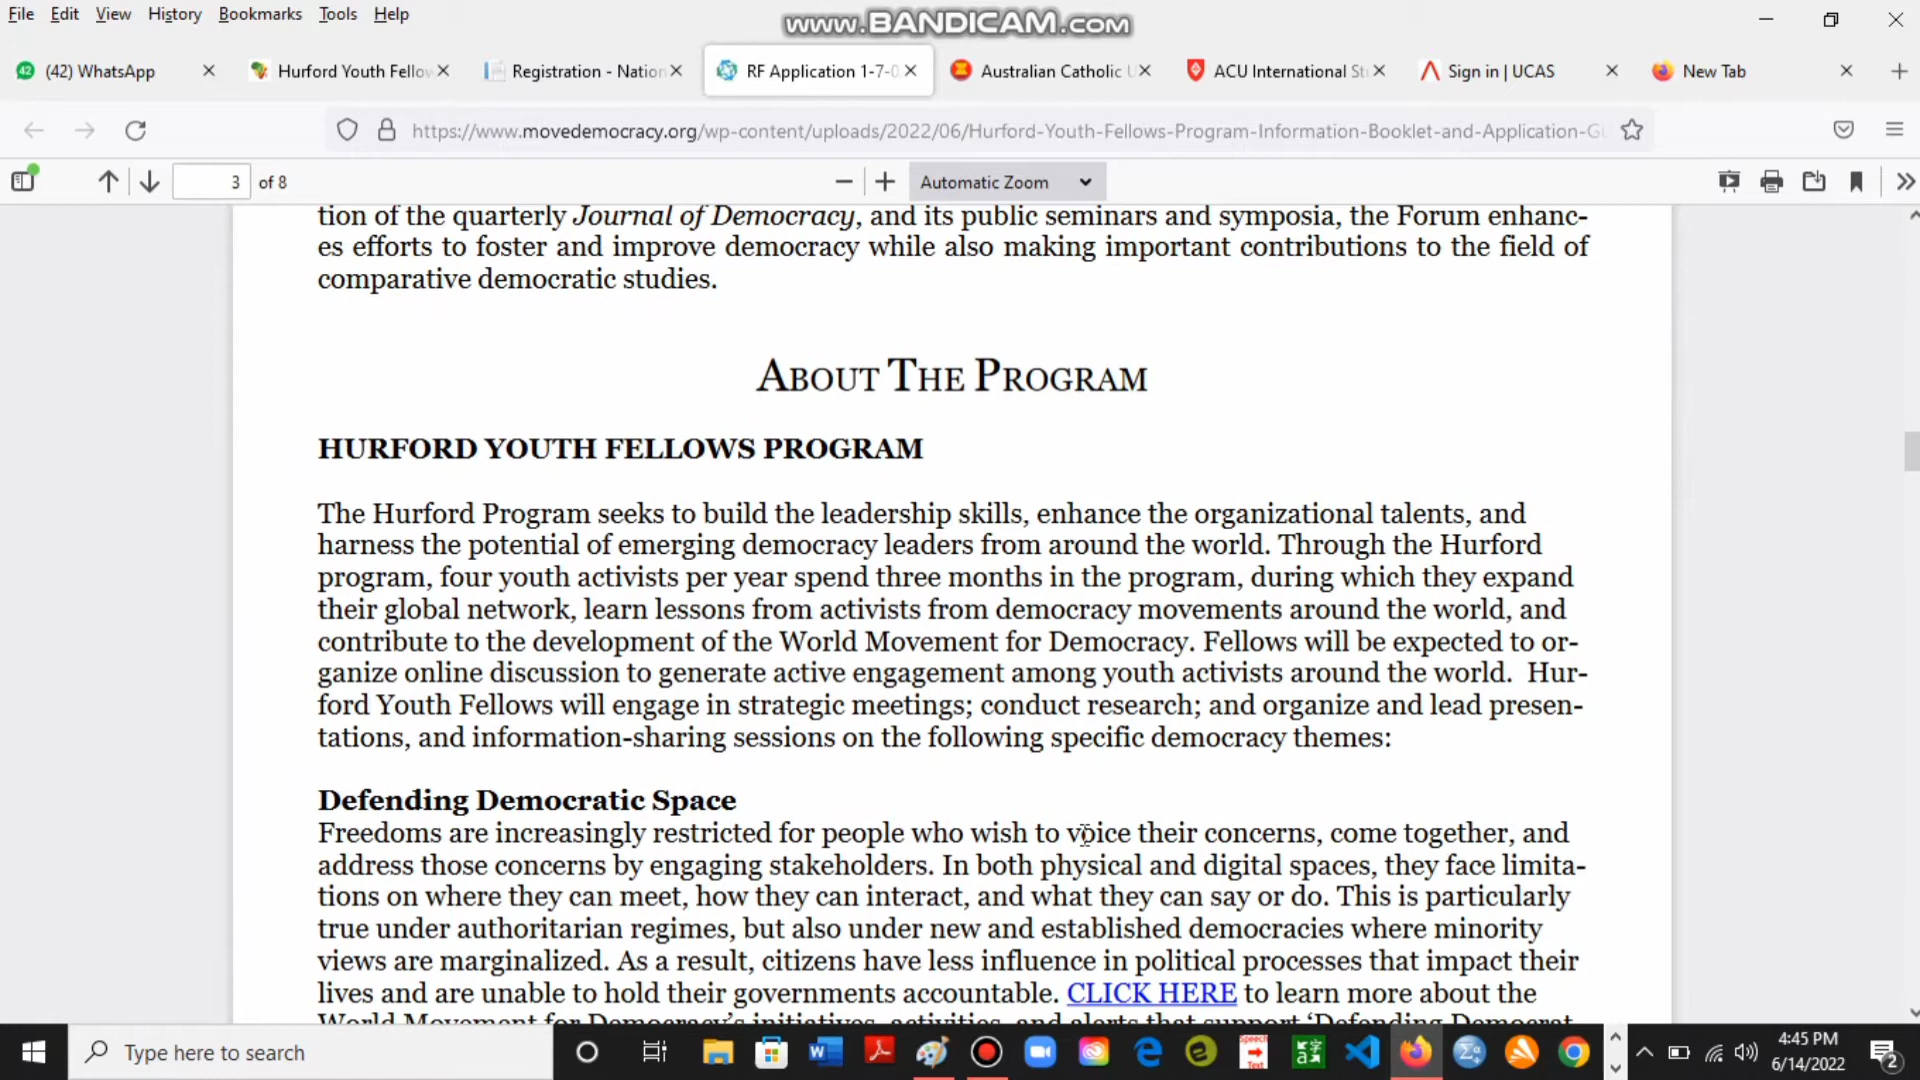 File Edit View History Bookmarks Tools Help
www.BANDICAM.com
(42) WhatsApp
Hurford Youth Fellow
Registration - Nation
RF Application 1-7-0
Australian Catholic U
ACU International St
Sign in | UCAS
New Tab
https://www.movedemocracy.org/wp-content/uploads/2022/06/Hurford-Youth-Fellows-Program-Information-Booklet-and-Application-G
3 of 8
Automatic Zoom
tion of the quarterly Journal of Democracy, and its public seminars and symposia, the Forum enhanc-
es efforts to foster and improve democracy while also making important contributions to the field of
comparative democratic studies.
ABOUT THE PROGRAM
HURFORD YOUTH FELLOWS PROGRAM
The Hurford Program seeks to build the leadership skills, enhance the organizational talents, and
harness the potential of emerging democracy leaders from around the world. Through the Hurford
program, four youth activists per year spend three months in the program, during which they expand
their global network, learn lessons from activists from democracy movements around the world, and
contribute to the development of the World Movement for Democracy. Fellows will be expected to or-
ganize online discussion to generate active engagement among youth activists around the world. Hur-
ford Youth Fellows will engage in strategic meetings; conduct research; and organize and lead presen-
tations, and information-sharing sessions on the following specific democracy themes:
Defending Democratic Space
Freedoms are increasingly restricted for people who wish to voice their concerns, come together, and
address those concerns by engaging stakeholders. In both physical and digital spaces, they face limita-
tions on where they can meet, how they can interact, and what they can say or do. This is particularly
true under authoritarian regimes, but also under new and established democracies where minority
views are marginalized. As a result, citizens have less influence in political processes that impact their
lives and are unable to hold their governments accountable. CLICK HERE to learn more about the
World Movement for Democracy's initiatives, activities, and alerts that support 'Defending Democrat-
Type here to search
Speech
Text
4:45 PM
6/14/2022
2